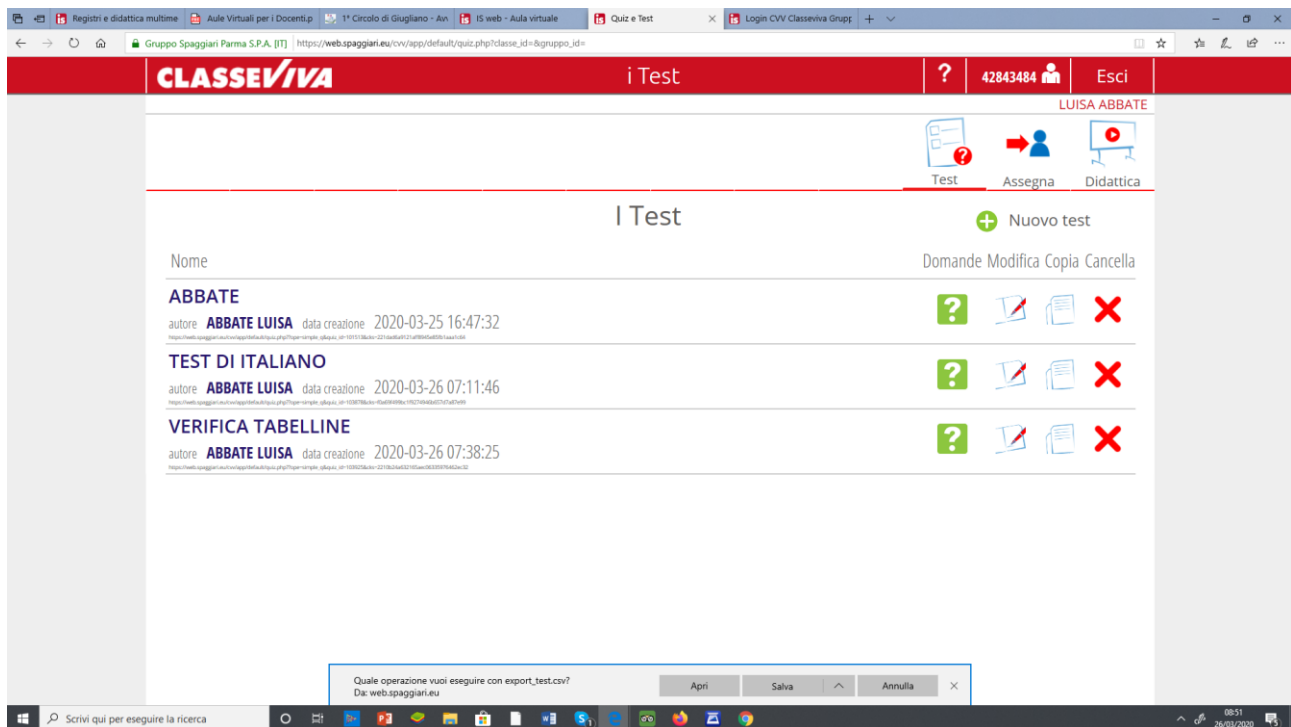 Registri e didattica multime
Aule Virtuali per i Docenti.p
1° Circolo di Giugliano - Avv
IS web - Aula virtuale
Quiz e Test
Login CVV Classeviva Grupp
Gruppo Spaggiari Parma S.P.A. [IT] https://web.spaggiari.eu/cvv/app/default/quiz.php?classe_id=&gruppo_id=
CLASSEVIVA
i Test
?
42843484
Esci
LUISA ABBATE
Test
Assegna
Didattica
I Test
Nuovo test
Nome
Domande Modifica Copia Cancella
ABBATE
autore ABBATE LUISA data creazione 2020-03-25 16:47:32
TEST DI ITALIANO
autore ABBATE LUISA data creazione 2020-03-26 07:11:46
VERIFICA TABELLINE
autore ABBATE LUISA data creazione 2020-03-26 07:38:25
Quale operazione vuoi eseguire con export_test.csv?
Da: web.spaggiari.eu
Apri
Salva
Annulla
Scrivi qui per eseguire la ricerca
08:51
26/03/2020